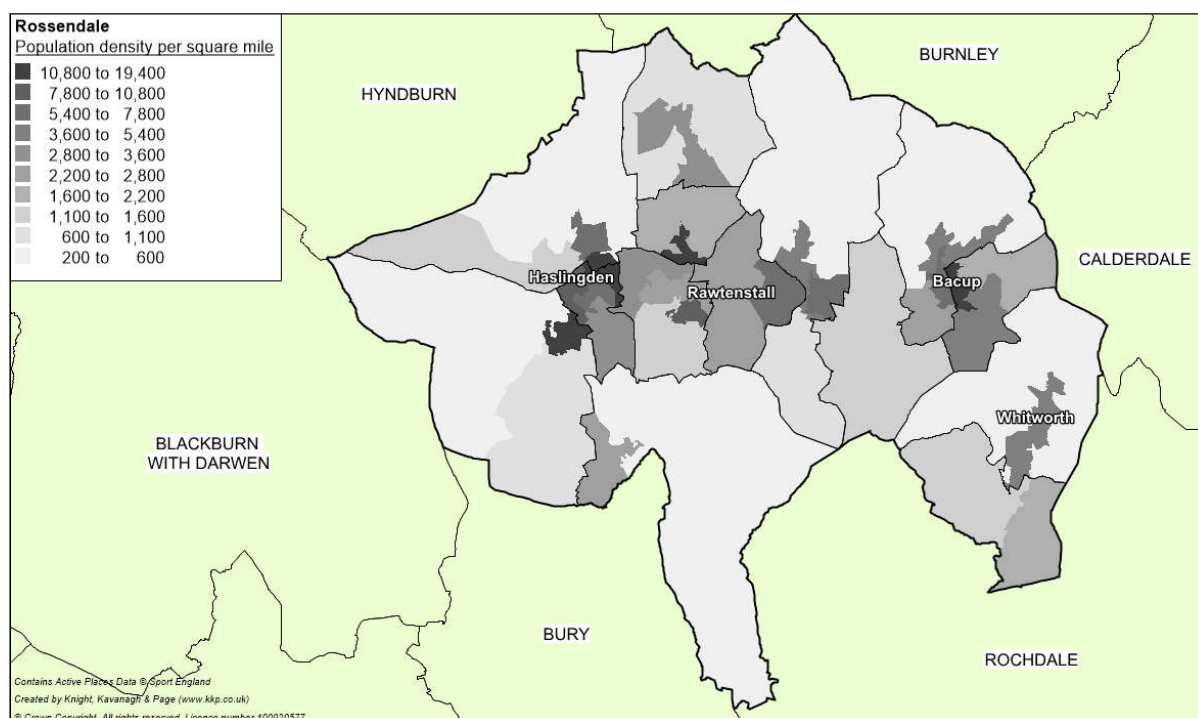 Rossendale
Population density per square mile
10,800 to 19,400
7,800 to 10,800
5,400 to 7,800
3,600 to 5,400
2,800 to 3,600
2,200 to 2,800
1,600 to 2,200
1,100 to 1,600
600 to 1,100
200 to 600
BURNLEY
HYNDBURN
CALDERDALE
Haslingden
Rawtenstall
Bacup
Whitworth
BLACKBURN
WITH DARWEN
BURY
ROCHDALE
Contains Active Places Data © Sport England
Created by Knight, Kavanagh & Page (www.kkp.co.uk)
© Crown Copyright. All rights reserved. Licence number 100020577